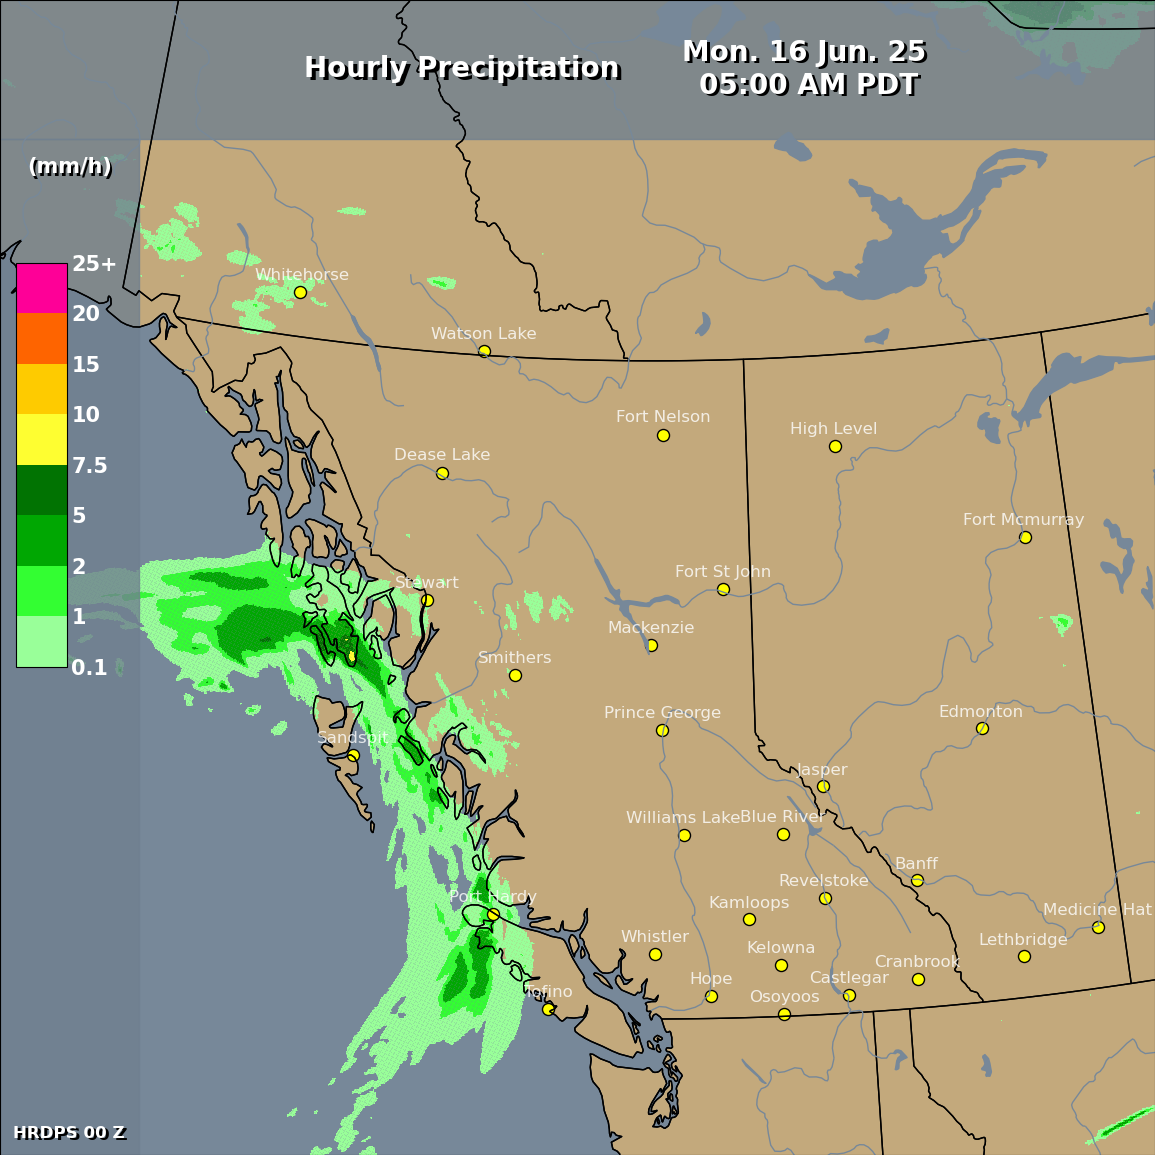 Hourly Precipitation
Mon. 16 Jun. 25
05:00 AM PDT
(mm/h)
25+
20
15
10
7.5
5
2
1
0.1
Whitehorse
Watson Lake
Fort Nelson
High Level
Dease Lake
Fort Mcmurray
Stewart
Fort St John
Mackenzie
Smithers
Prince George
Edmonton
Sandspit
Jasper
Williams Lake
Blue River
Banff
Revelstoke
Port Hardy
Kamloops
Medicine Hat
Whistler
Kelowna
Lethbridge
Cranbrook
Hope
Castlegar
Tofino
Osoyoos
HRDPS 00 Z